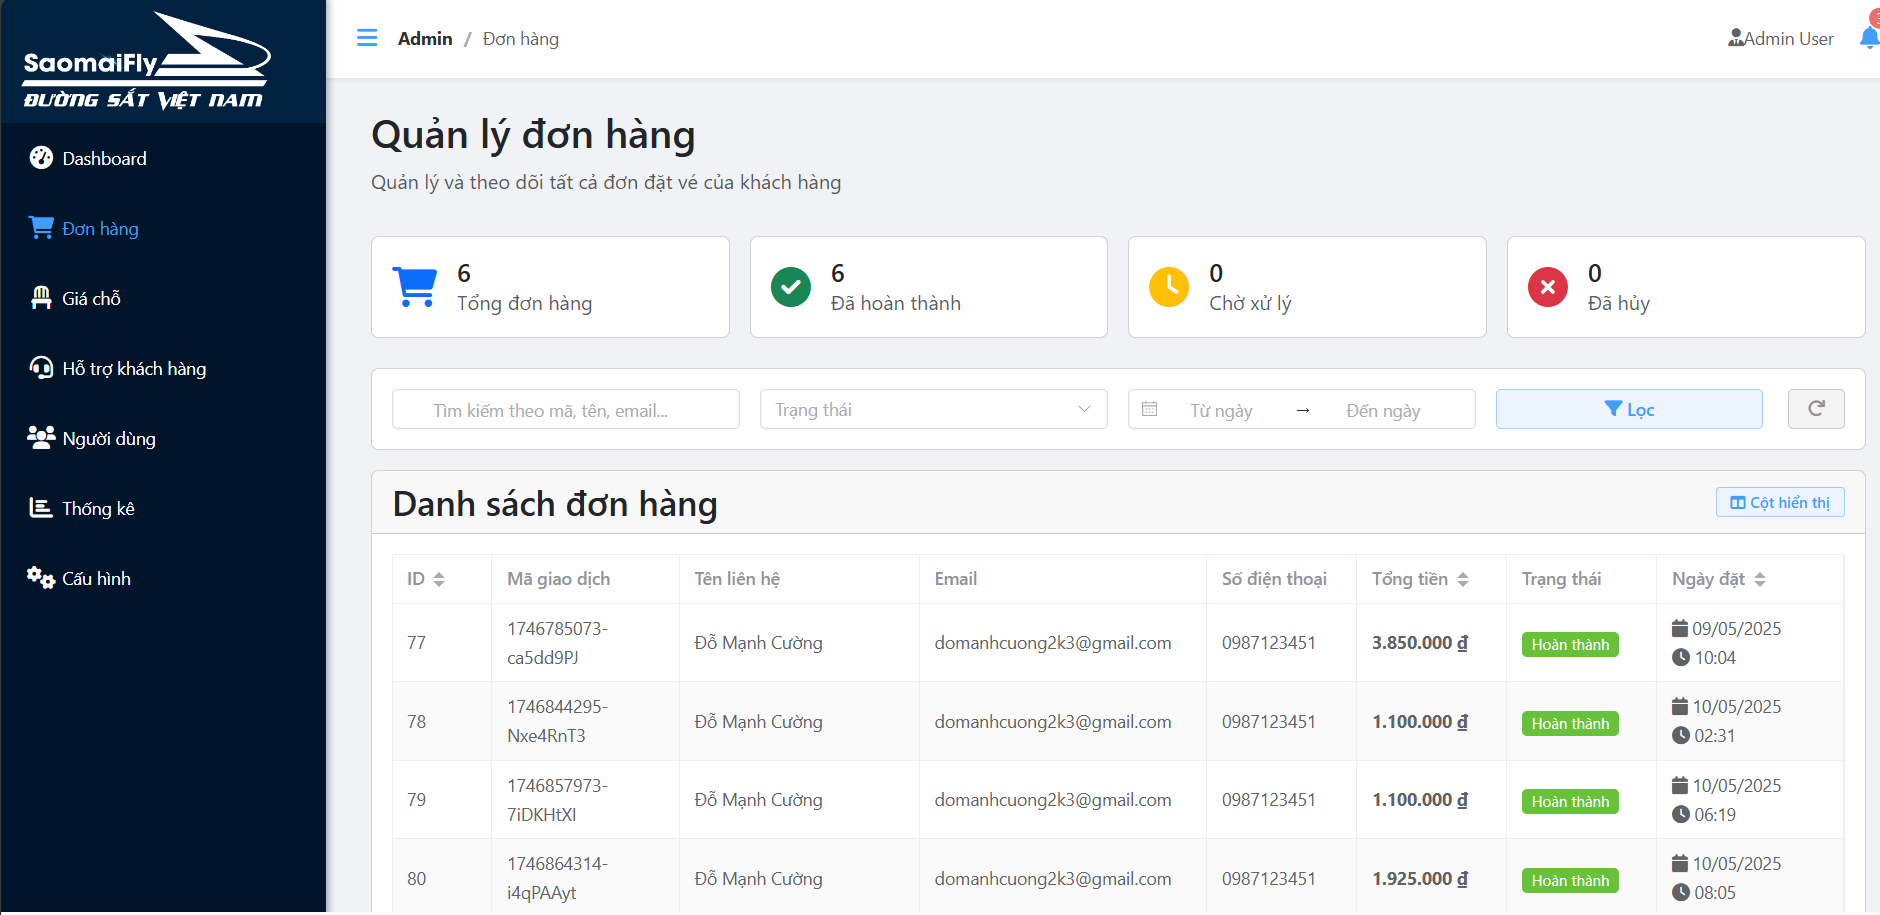 SaomaiFly
ĐƯỜNG SẮT VIỆT NAM
Dashboard
Đơn hàng
Giá chỗ
Hỗ trợ khách hàng
Người dùng
Thống kê
Cấu hình
Admin / Đơn hàng
Admin User
3
Quản lý đơn hàng
Quản lý và theo dõi tất cả đơn đặt vé của khách hàng
6
Tổng đơn hàng
6
Đã hoàn thành
0
Chờ xử lý
0
Đã hủy
Tìm kiếm theo mã, tên, email...
Trạng thái
Từ ngày → Đến ngày
Lọc
Danh sách đơn hàng
Cột hiển thị
ID Mã giao dịch Tên liên hệ Email Số điện thoại Tổng tiền Trạng thái Ngày đặt
77 1746785073-ca5dd9PJ Đỗ Mạnh Cường domanhcuong2k3@gmail.com 0987123451 3.850.000 ₫ Hoàn thành 09/05/2025 10:04
78 1746844295-Nxe4RnT3 Đỗ Mạnh Cường domanhcuong2k3@gmail.com 0987123451 1.100.000 ₫ Hoàn thành 10/05/2025 02:31
79 1746857973-7iDKHtXI Đỗ Mạnh Cường domanhcuong2k3@gmail.com 0987123451 1.100.000 ₫ Hoàn thành 10/05/2025 06:19
80 1746864314-i4qPAAyt Đỗ Mạnh Cường domanhcuong2k3@gmail.com 0987123451 1.925.000 ₫ Hoàn thành 10/05/2025 08:05